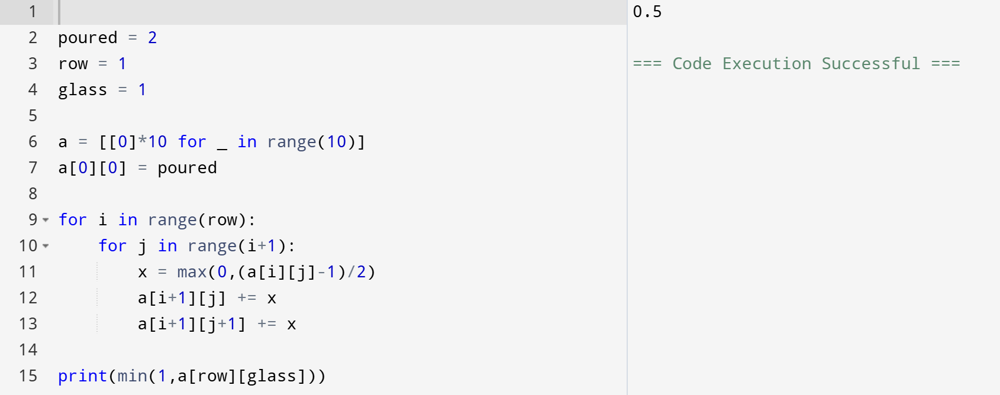 1
2 poured = 2
3 row = 1
4 glass = 1
5
6 a = [[0]*10 for _ in range(10)]
7 a[0][0] = poured
8
9 for i in range(row):
10     for j in range(i+1):
11         x = max(0,(a[i][j]-1)/2)
12         a[i+1][j] += x
13         a[i+1][j+1] += x
14
15 print(min(1,a[row][glass]))
0.5
=== Code Execution Successful ===